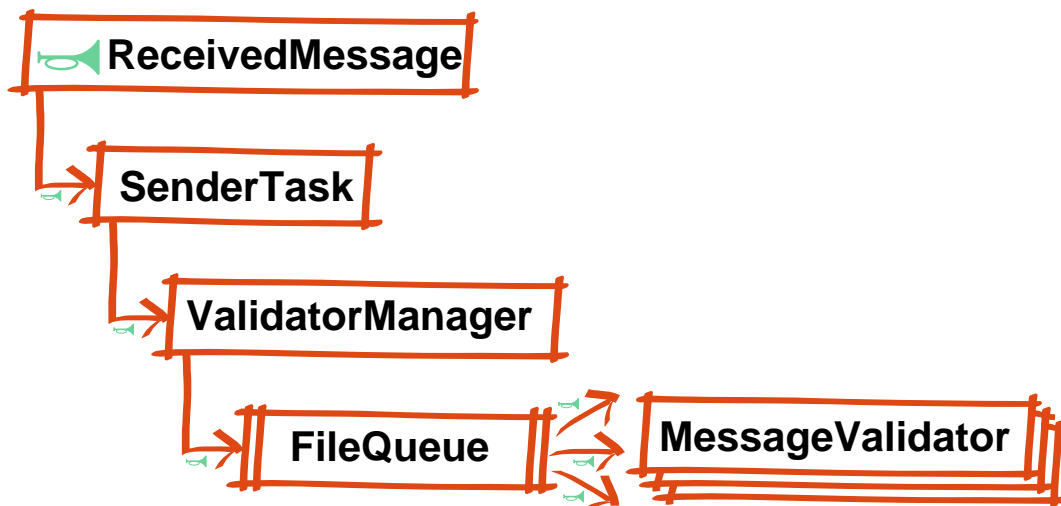 ReceivedMessage
SenderTask
ValidatorManager
FileQueue
MessageValidator